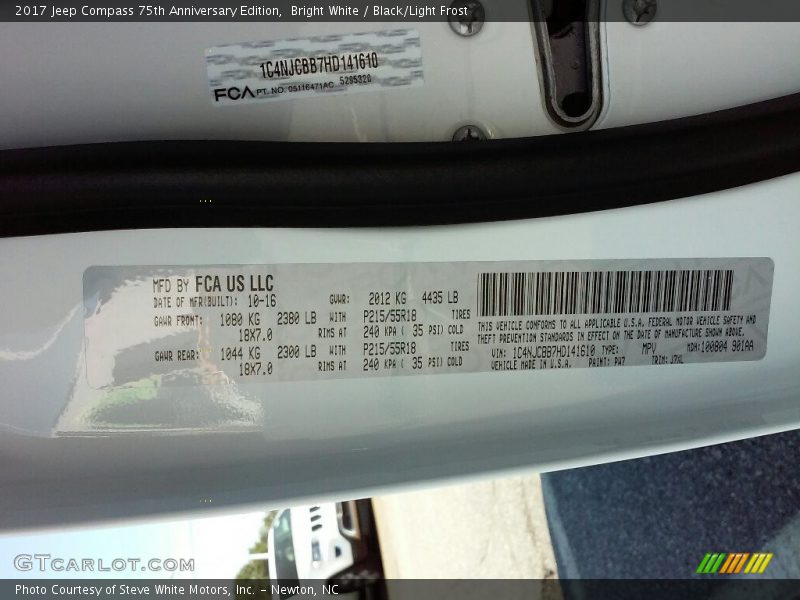 2017 Jeep Compass 75th Anniversary Edition,  Bright White / Black/Light Frost
1C4NJCBB7HD141610
FCA PT. NO. 05116471AC 5295320
MFD BY FCA US LLC
DATE OF MFR(BUILT): 10-16 GVWR: 2012 KG 4435 LB
GAWR FRONT: 1080 KG 2380 LB WITH P215/55R18 TIRES
18X7.0 RIMS AT 240 KPA ( 35 PSI) COLD
GAWR REAR: 1044 KG 2300 LB WITH P215/55R18 TIRES
18X7.0 RIMS AT 240 KPA ( 35 PSI) COLD
THIS VEHICLE CONFORMS TO ALL APPLICABLE U.S.A. FEDERAL MOTOR VEHICLE SAFETY AND
THEFT PREVENTION STANDARDS IN EFFECT ON THE DATE OF MANUFACTURE SHOWN ABOVE.
VIN: 1C4NJCBB7HD141610 TYPE: MPV MDH: 100804 901AA
VEHICLE MADE IN U.S.A. PAINT: PW7 TRIM: J7XL
GTCARLOT.COM
Photo Courtesy of Steve White Motors, Inc. - Newton, NC